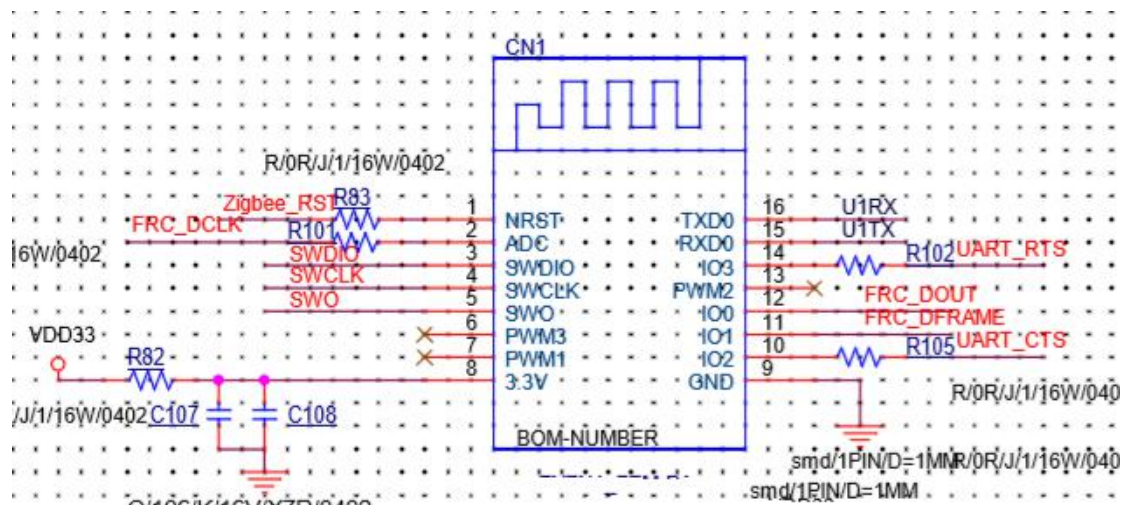 CN1
R/0R/J/1/16W/0402
Zigbee_RST R83 1 NRST TXD0 16 U1RX
FRC_DCLK R101 2 ADC RXD0 15 U1TX
16W/0402 SWDIO 3 SWDIO IO3 14 R102 UART_RTS
SWCLK 4 SWCLK PWM2 13
SWO 5 SWO IO0 12 FRC_DOUT
6 PWM3 IO1 11 FRC_DFRAME
VDD33 R82 7 PWM1 IO2 10 R105 UART_CTS
8 3.3V GND 9
R/0R/J/1/16W/040
/J/1/16W/0402 C107 C108
BOM-NUMBER
smd/1PIN/D=1MM R/0R/J/1/16W/040
smd/1PIN/D=1MM